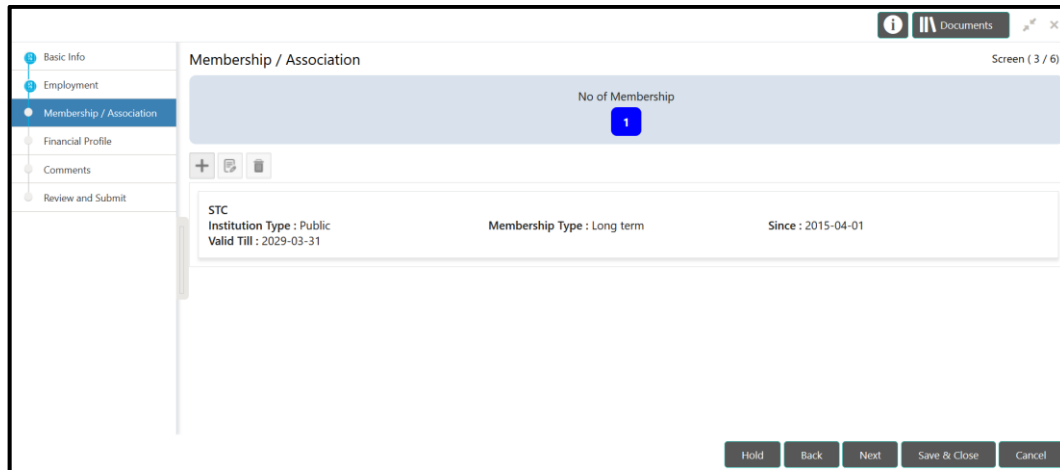 Documents
Basic Info
Employment
Membership / Association
Financial Profile
Comments
Review and Submit
Membership / Association
Screen ( 3 / 6)
No of Membership
1
STC
Institution Type : Public
Membership Type : Long term
Since : 2015-04-01
Valid Till : 2029-03-31
Hold
Back
Next
Save & Close
Cancel